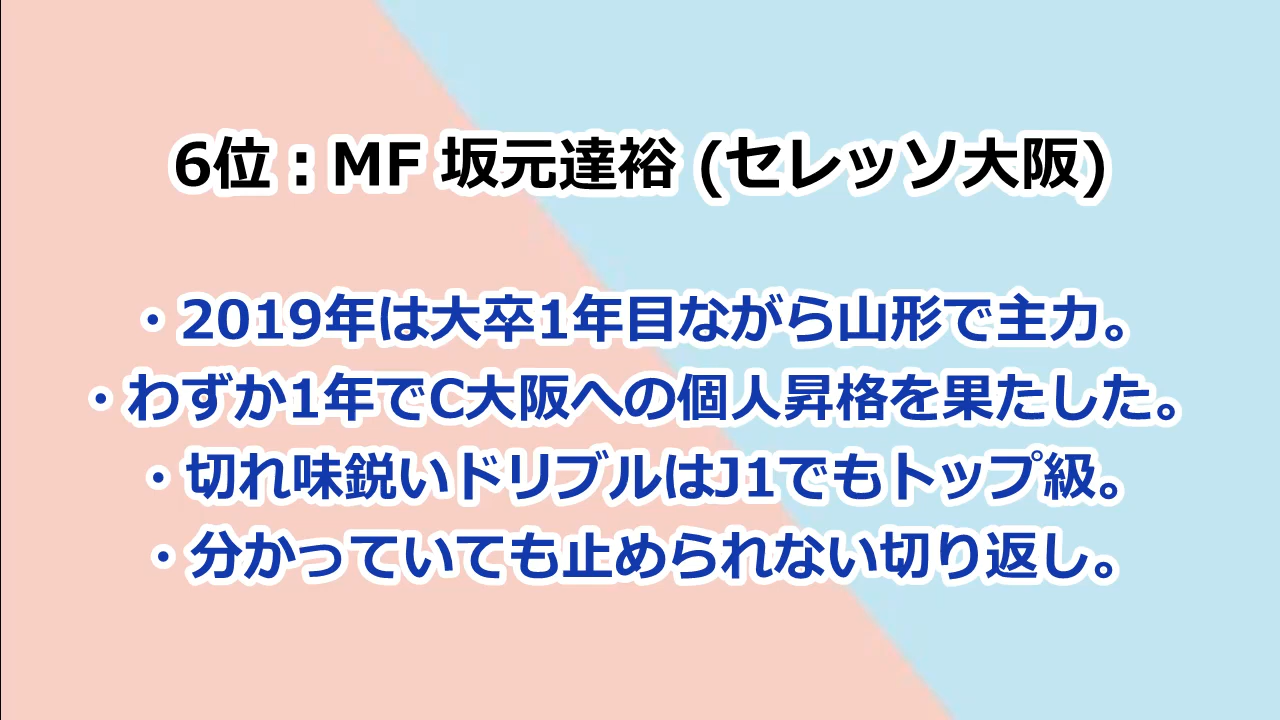 6位：MF 坂元達裕 (セレッソ大阪)
・2019年は大卒1年目ながら山形で主力。
・わずか1年でC大阪への個人昇格を果たした。
・切れ味鋭いドリブルはJ1でもトップ級。
・分かっていても止められない切り返し。